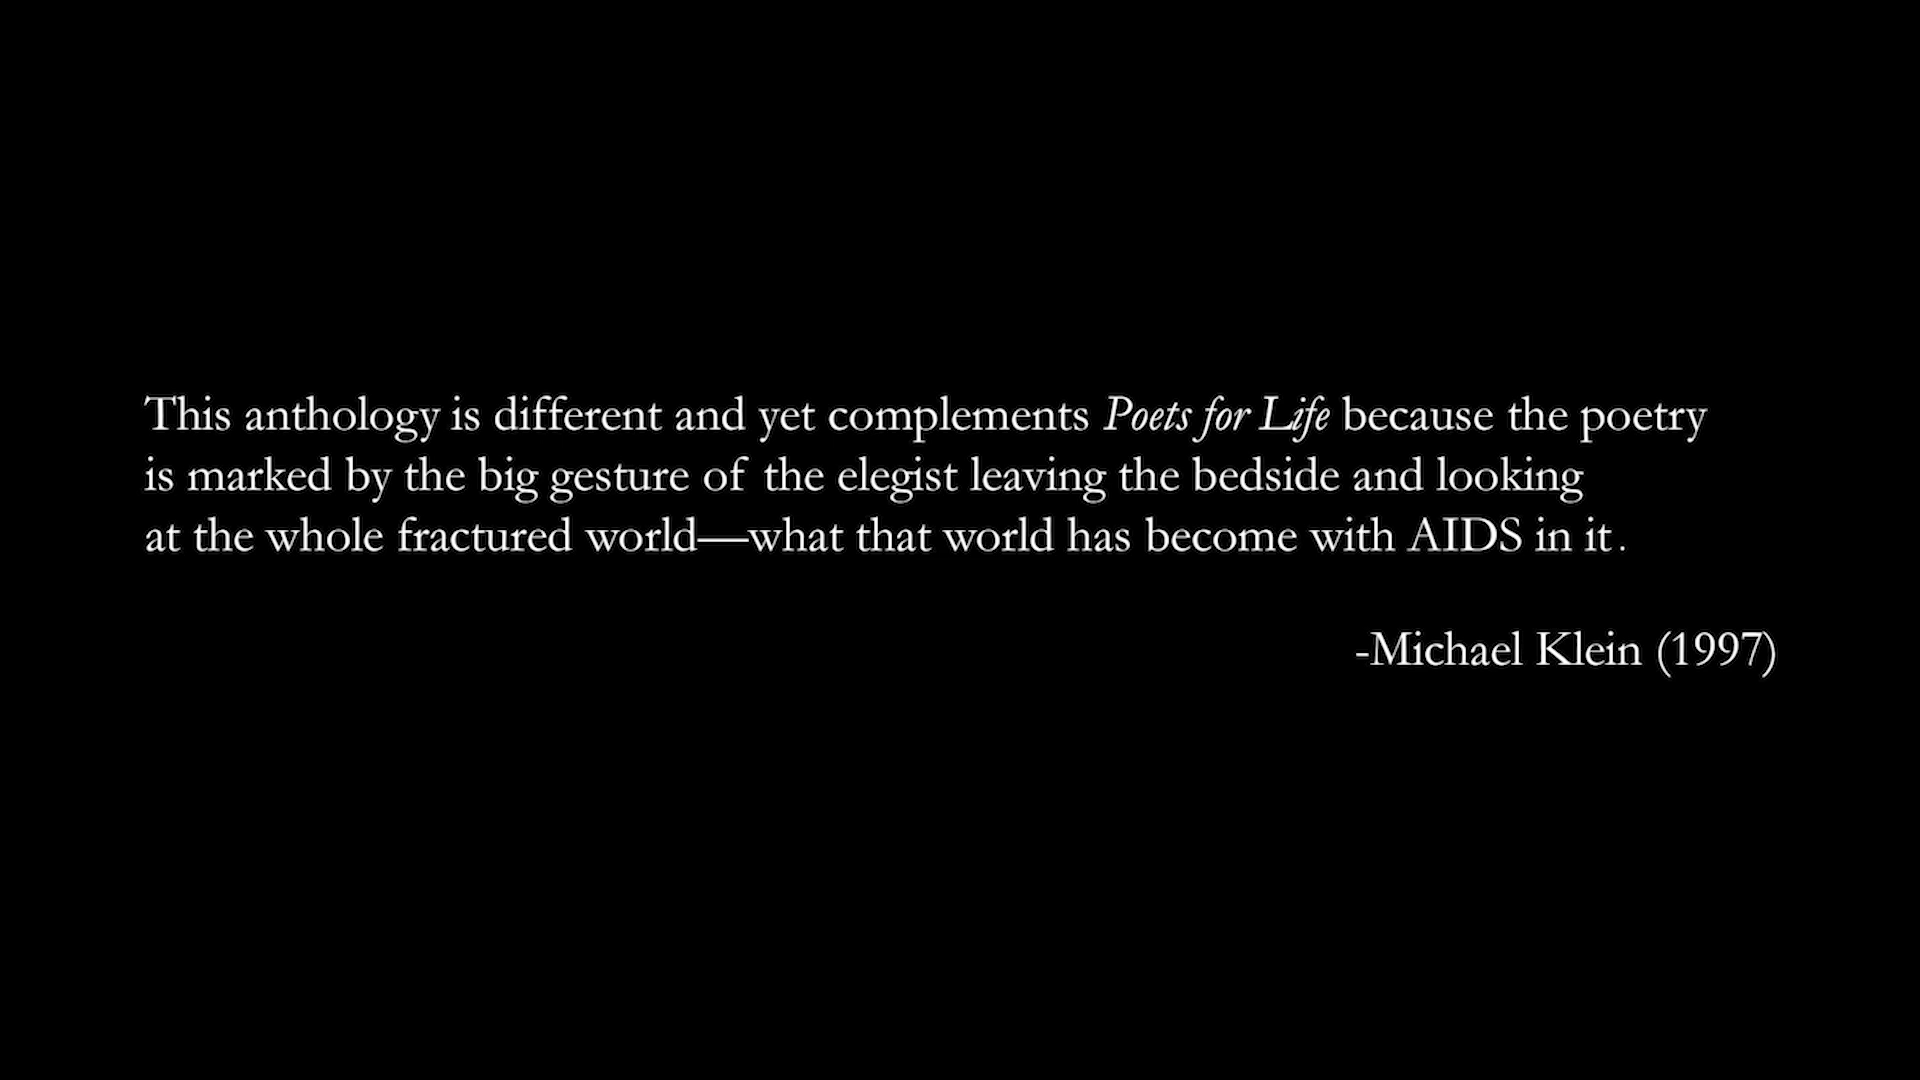 This anthology is different and yet complements Poets for Life because the poetry
is marked by the big gesture of the elegist leaving the bedside and looking
at the whole fractured world—what that world has become with AIDS in it.
-Michael Klein (1997)